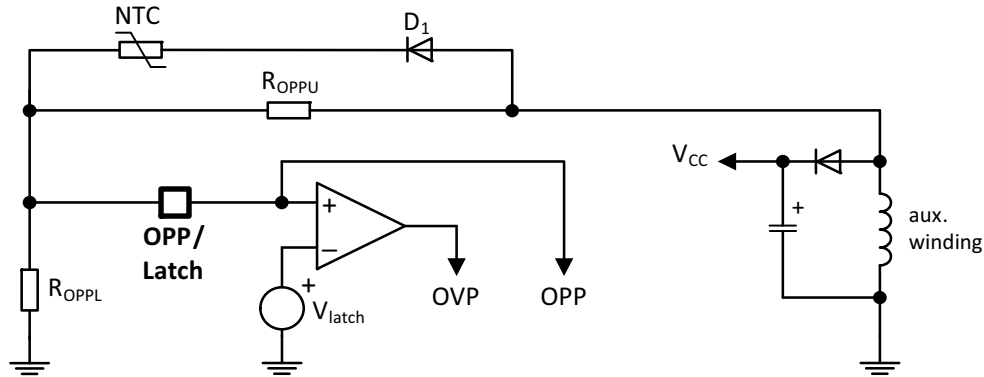 NTC
D1
ROPPU
VCC
+
aux.
winding
+
−
OPP/
Latch
ROPPL
+
Vlatch
OVP
OPP